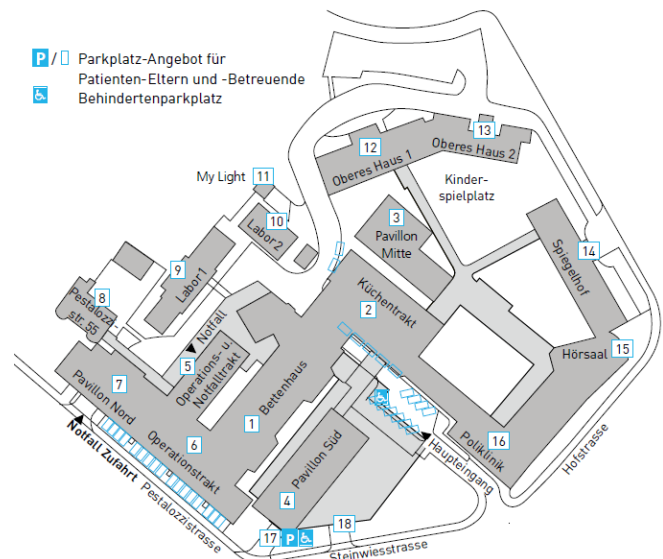 P / Parkplatz-Angebot für
Patienten-Eltern und -Betreuende
Behindertenparkplatz
13
12
Oberes Haus 2
Oberes Haus 1
My Light 11
Kinder-
spielplatz
10
Labor 2
3
Pavillon
Mitte
14
Spiegelhof
9
Labor 1
8
Pestalozzi-
str. 55
Küchentrakt
2
Notfall
5
Operations- u.
Notfalltrakt
Hörsaal
15
7
Pavillon Nord
Bettenhaus
1
6
Operationstrakt
Notfall Zufahrt
Pestalozzistrasse
Pavillon Süd
4
Haupteingang
16
Poliklinik
Hofstrasse
17 P
18
Steinwiesstrasse